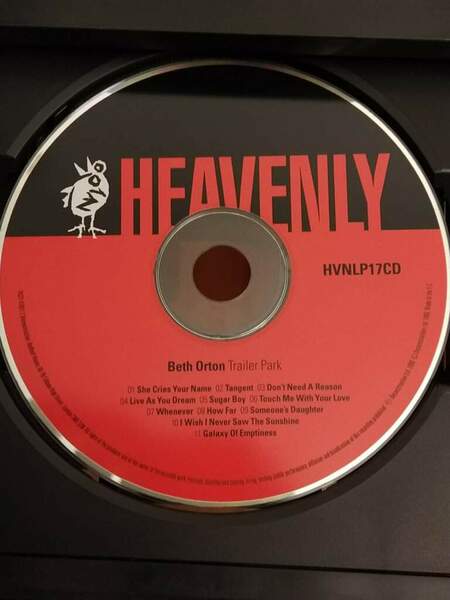 HEAVENLY
HVNLP17CD
Beth Orton Trailer Park
01 She Cries Your Name 02 Tangent 03 Don't Need A Reason
04 Live As You Dream 05 Sugar Boy 06 Touch Me With Your Love
07 Whenever 08 How Far 09 Someone's Daughter
10 I Wish I Never Saw The Sunshine
11 Galaxy Of Emptiness